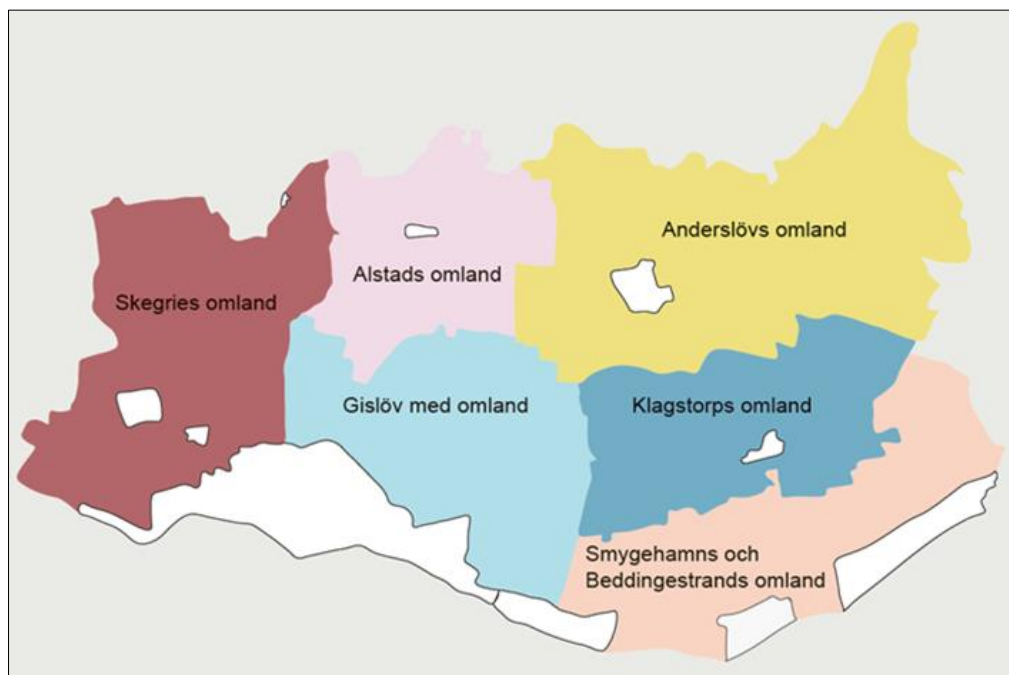 Anderslövs omland
Alstads omland
Skegries omland
Gislöv med omland
Klagstorps omland
Smygehamns och
Beddingestrands omland